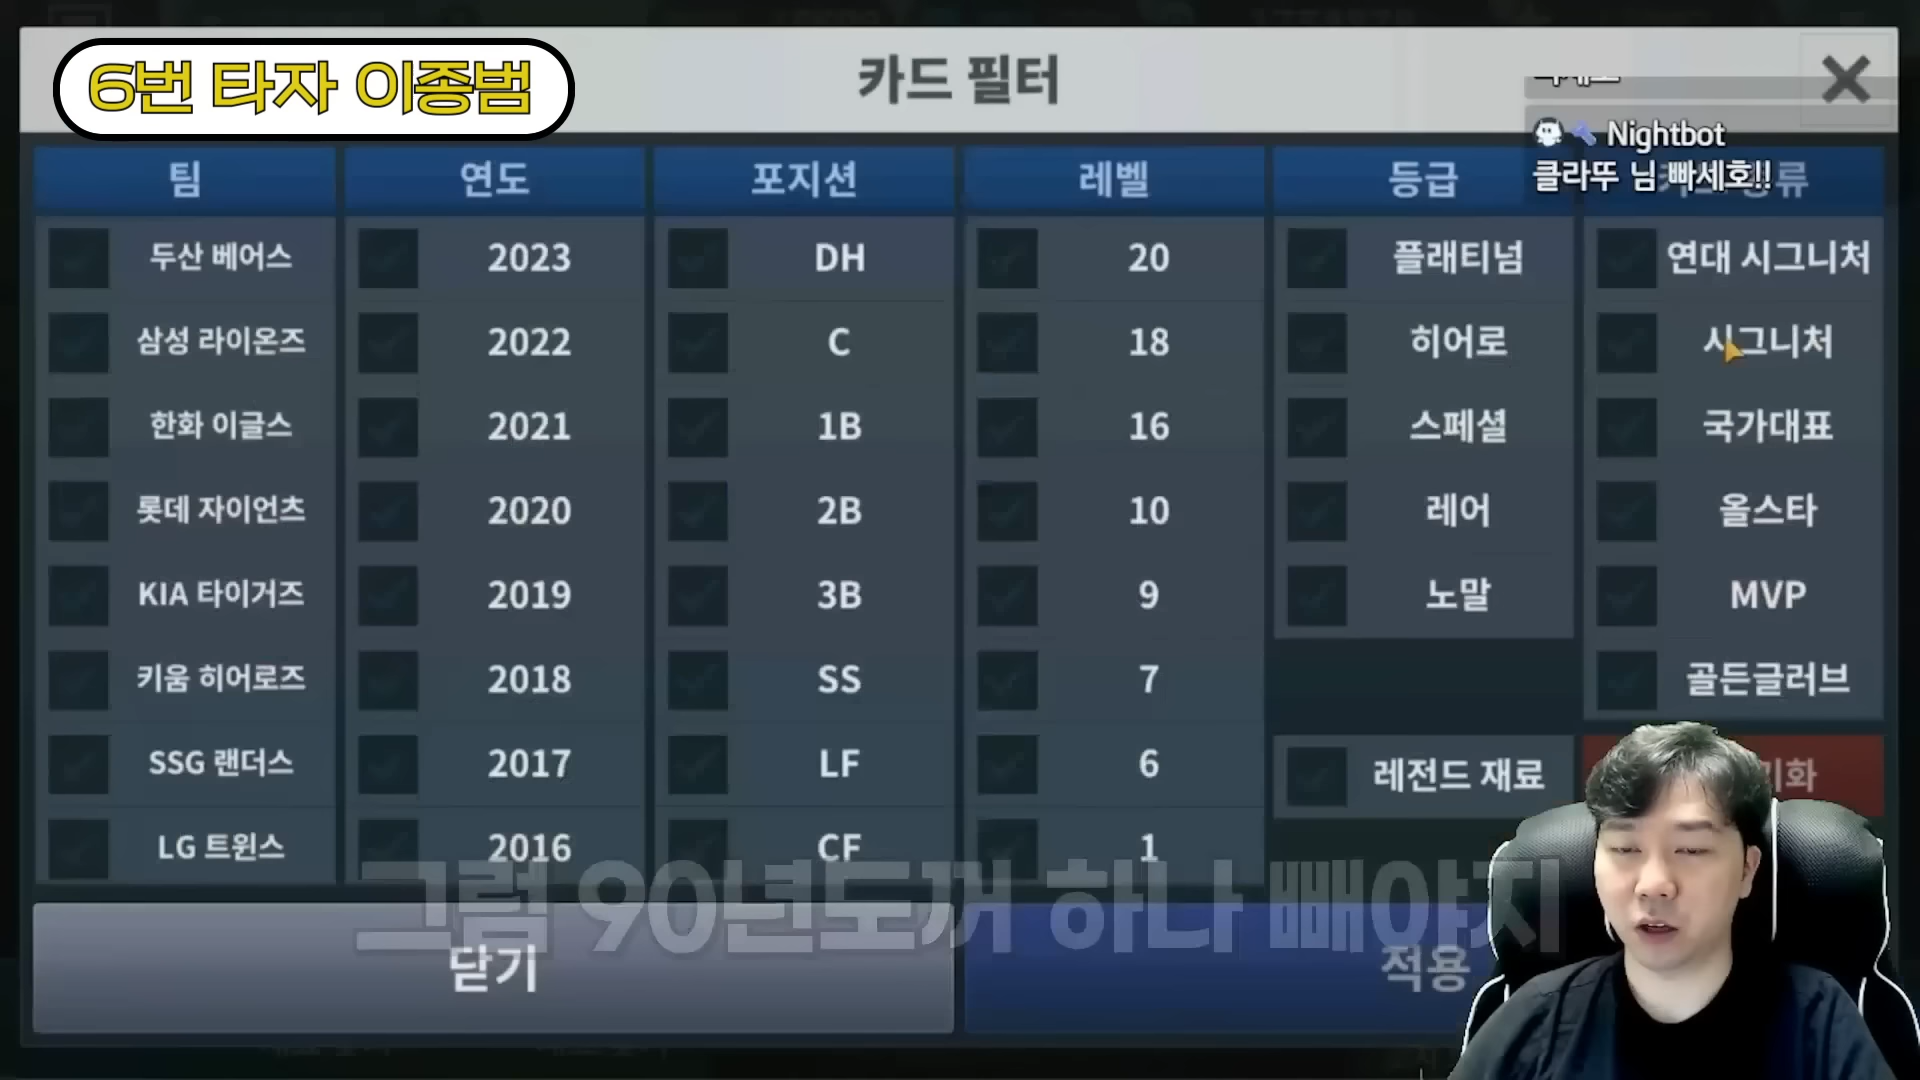 6번 타자 이종범
카드 필터
Nightbot
클라뚜 님 빠세호!!
팀
연도
포지션
레벨
등급
두산 베어스
2023
DH
20
플래티넘
연대 시그니처
삼성 라이온즈
2022
C
18
히어로
시그니처
한화 이글스
2021
1B
16
스페셜
국가대표
롯데 자이언츠
2020
2B
10
레어
올스타
KIA 타이거즈
2019
3B
9
노말
MVP
키움 히어로즈
2018
SS
7
골든글러브
SSG 랜더스
2017
LF
6
레전드 재료
LG 트윈스
2016
CF
1
그럼 90년도꺼 하나 빼야지
닫기
적용